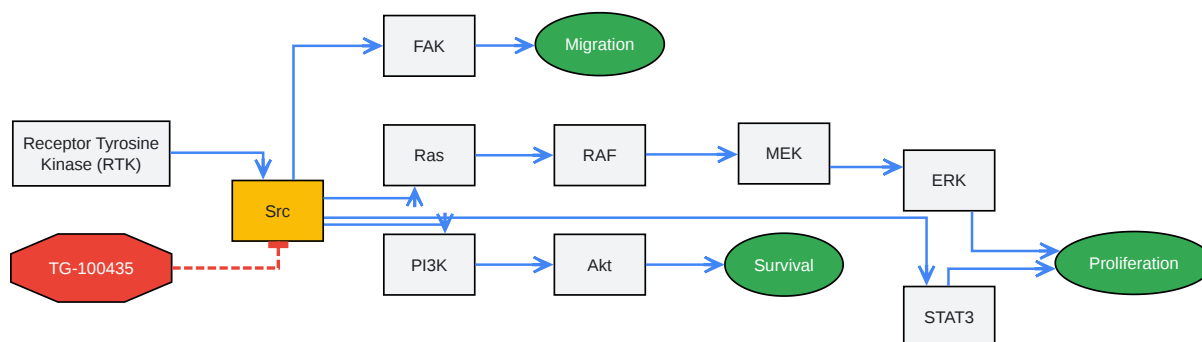 FAK
Migration
Receptor Tyrosine
Kinase (RTK)
Ras
RAF
MEK
ERK
Src
TG-100435
PI3K
Akt
Survival
Proliferation
STAT3